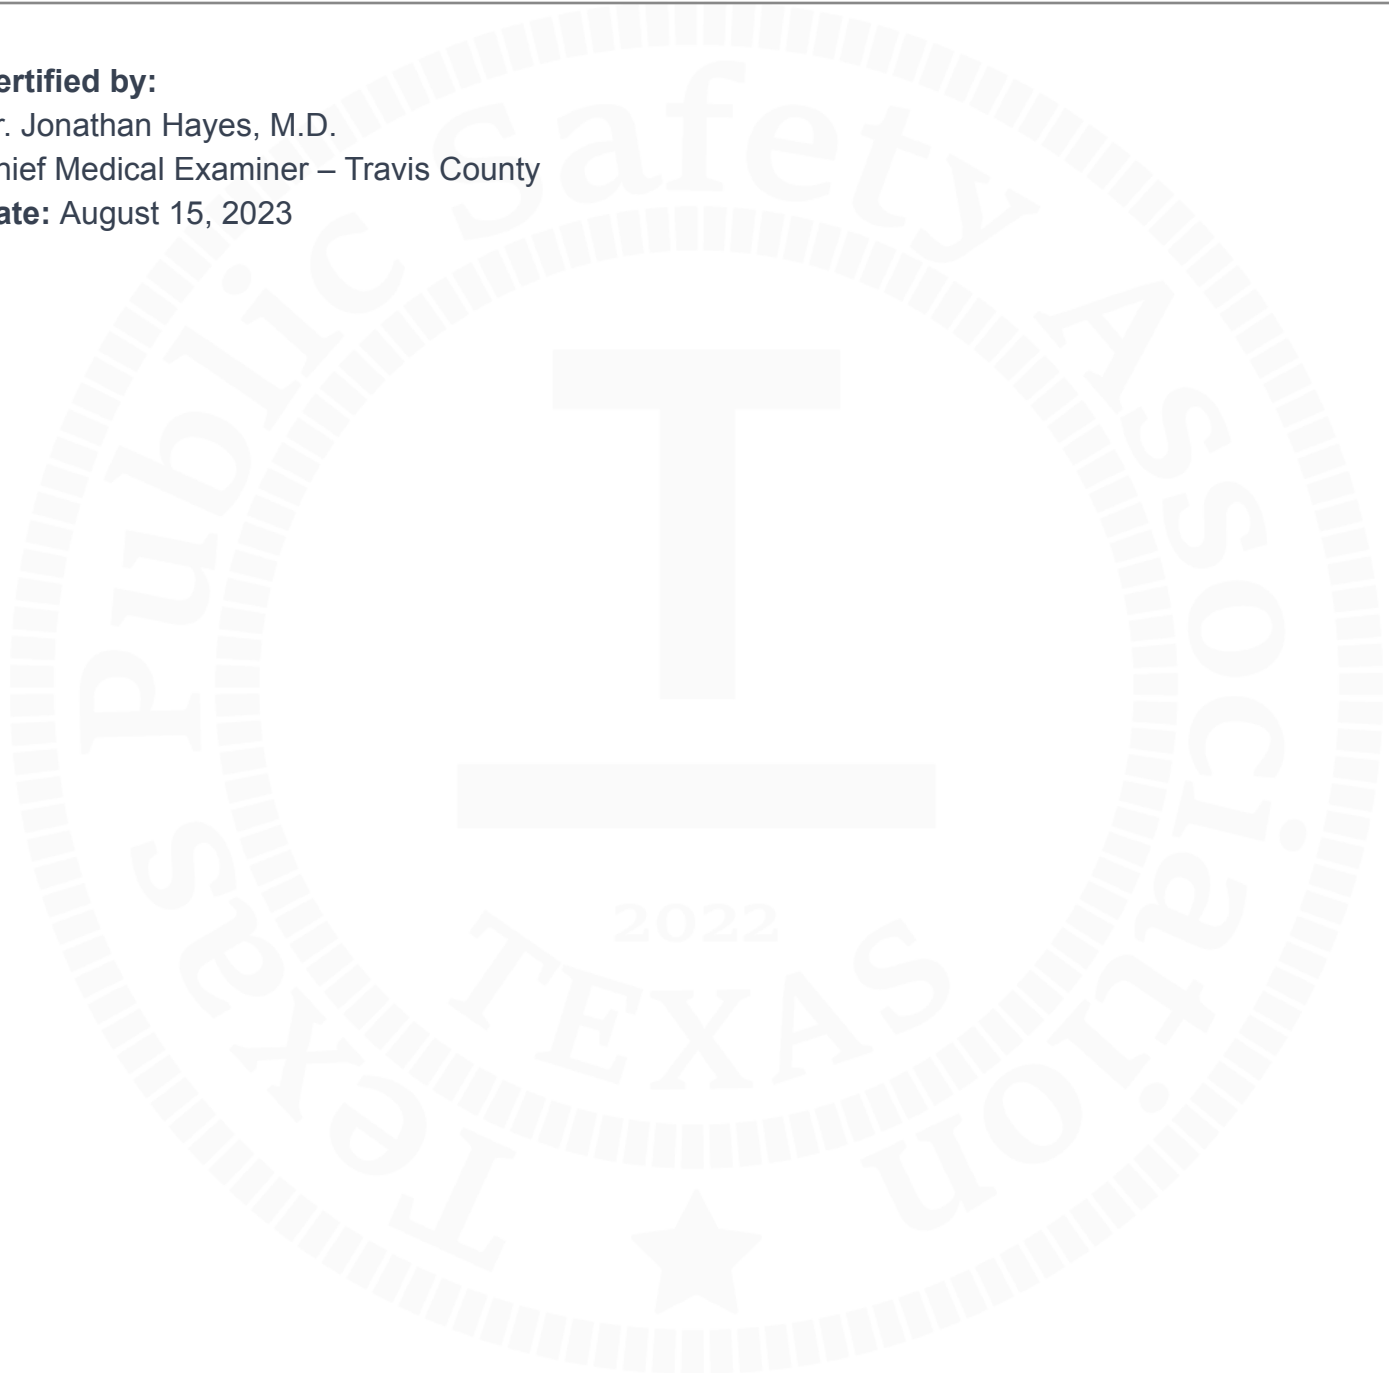 ertified by:
r. Jonathan Hayes, M.D.
hief Medical Examiner – Travis County
ate: August 15, 2023
Texas Public Safety Association
2022
TEXAS